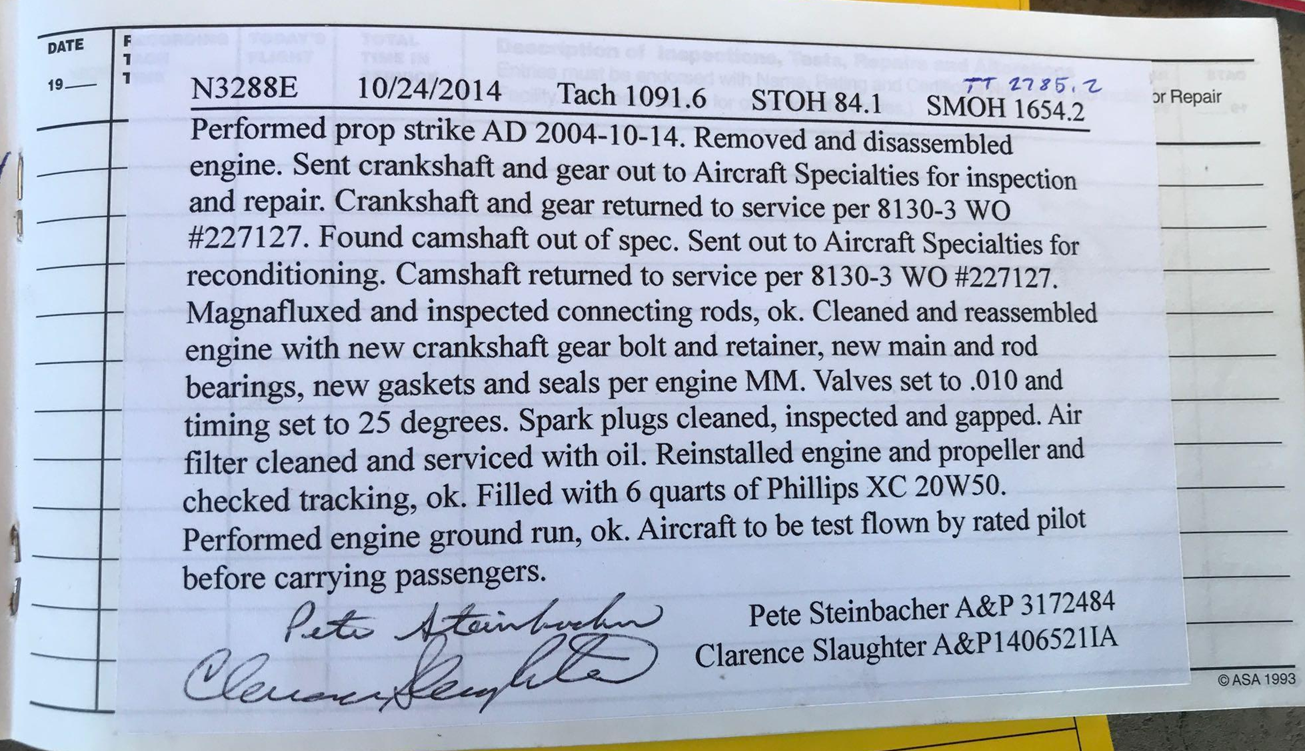 DATE
19
TT 2785.2
N3288E 10/24/2014 Tach 1091.6 STOH 84.1 SMOH 1654.2
or Repair
Performed prop strike AD 2004-10-14. Removed and disassembled
engine. Sent crankshaft and gear out to Aircraft Specialties for inspection
and repair. Crankshaft and gear returned to service per 8130-3 WO
#227127. Found camshaft out of spec. Sent out to Aircraft Specialties for
reconditioning. Camshaft returned to service per 8130-3 WO #227127.
Magnafluxed and inspected connecting rods, ok. Cleaned and reassembled
engine with new crankshaft gear bolt and retainer, new main and rod
bearings, new gaskets and seals per engine MM. Valves set to .010 and
timing set to 25 degrees. Spark plugs cleaned, inspected and gapped. Air
filter cleaned and serviced with oil. Reinstalled engine and propeller and
checked tracking, ok. Filled with 6 quarts of Phillips XC 20W50.
Performed engine ground run, ok. Aircraft to be test flown by rated pilot
before carrying passengers.
Pete Steinbacher
Pete Steinbacher A&P 3172484
Clarence Slaughter
Clarence Slaughter A&P1406521IA
© ASA 1993